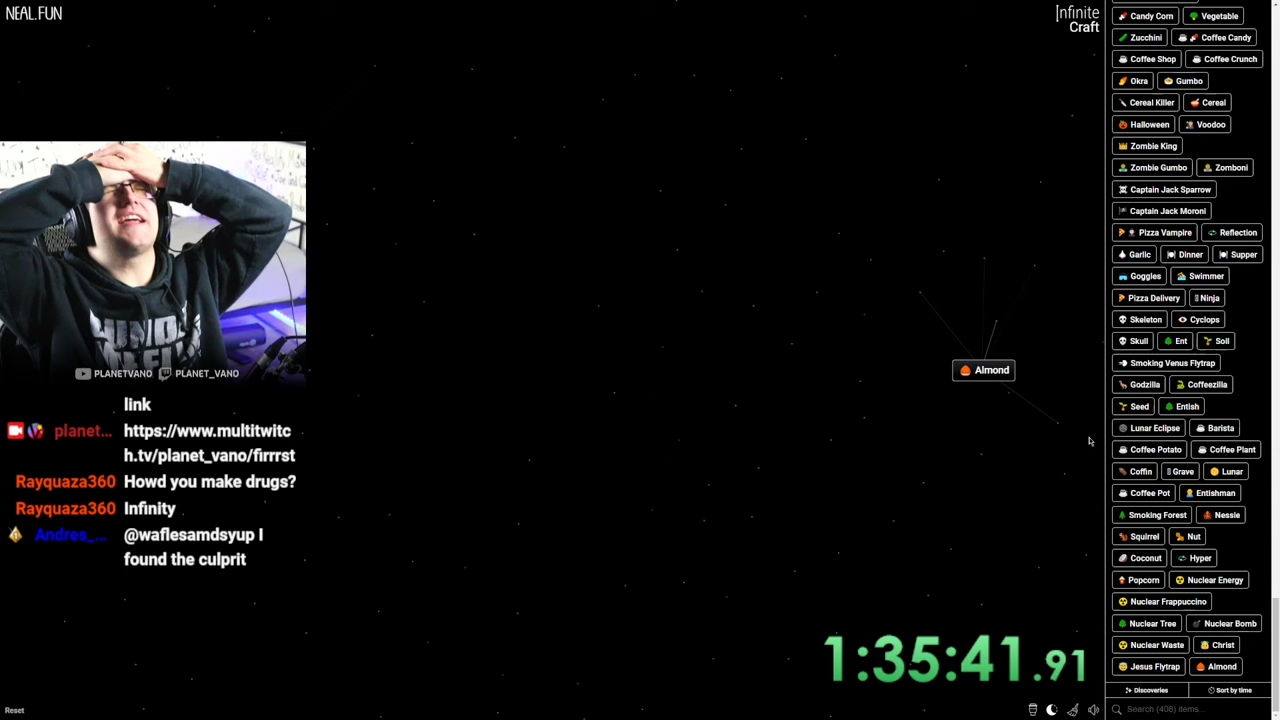 NEAL.FUN
Infinite
Craft
Candy Corn Vegetable
Zucchini Coffee Candy
Coffee Shop Coffee Crunch
Okra Gumbo
Cereal Killer Cereal
Halloween Voodoo
Zombie King
Zombie Gumbo Zomboni
Captain Jack Sparrow
Captain Jack Moroni
Pizza Vampire Reflection
Garlic Dinner Supper
Goggles Swimmer
Pizza Delivery Ninja
Skeleton Cyclops
Skull Ent Soil
Smoking Venus Flytrap
Godzilla Coffeezilla
Seed Entish
Lunar Eclipse Barista
Coffee Potato Coffee Plant
Coffin Grave Lunar
Coffee Pot Entishman
Smoking Forest Nessie
Squirrel Nut
Coconut Hyper
Popcorn Nuclear Energy
Nuclear Frappuccino
Nuclear Tree Nuclear Bomb
Nuclear Waste Christ
Jesus Flytrap Almond
Discoveries Sort by time
Search (408) items...
Almond
PLANETVANO PLANET_VANO
link
planet... https://www.multitwitc
h.tv/planet_vano/firrrst
Rayquaza360 Howd you make drugs?
Rayquaza360 Infinity
Andres_... @waflesamdsyup I
found the culprit
1:35:41.91
Reset